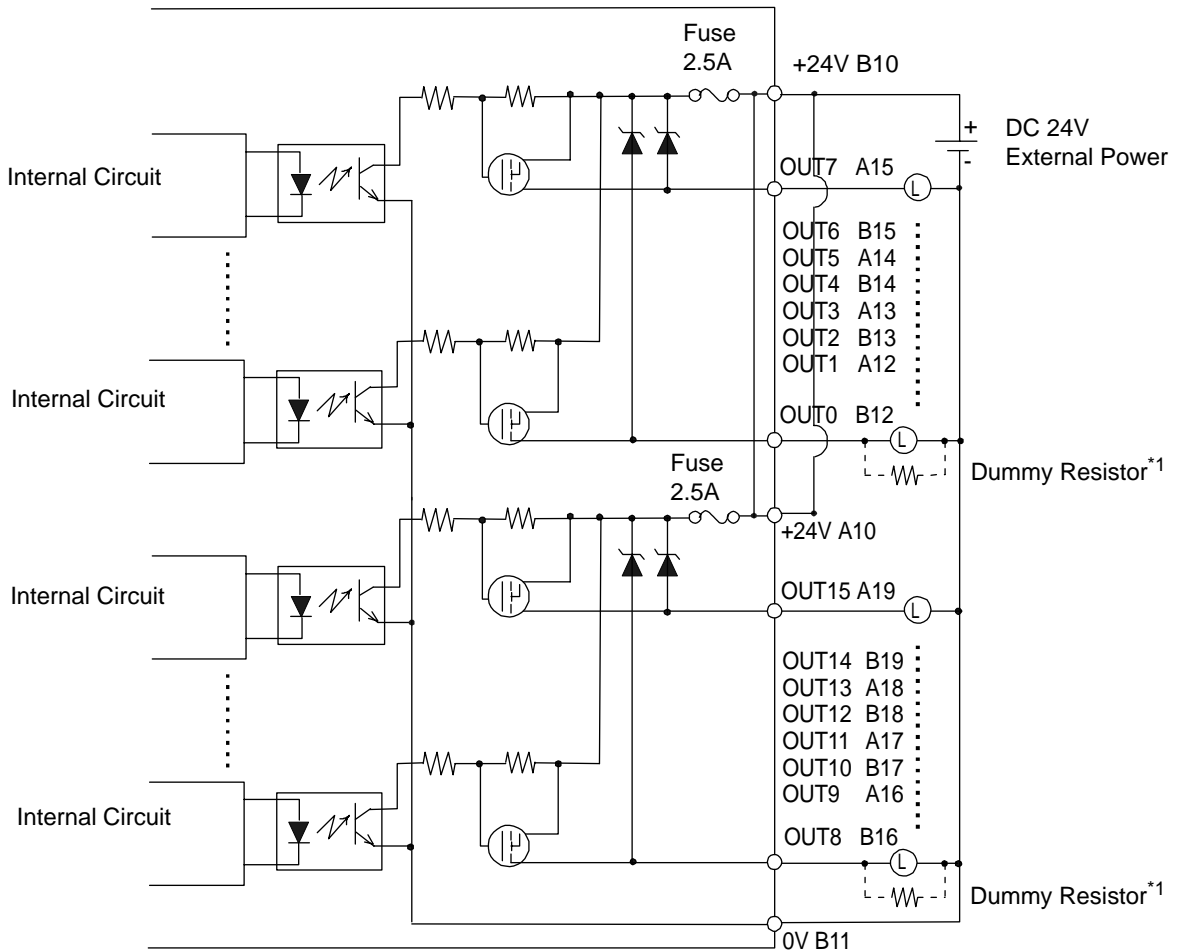 Fuse
2.5A
+24V B10
+
DC 24V
-
External Power
Internal Circuit
OUT7 A15
L
OUT6 B15
OUT5 A14
OUT4 B14
OUT3 A13
OUT2 B13
OUT1 A12
Internal Circuit
OUT0 B12
L
Dummy Resistor*1
Fuse
2.5A
+24V A10
Internal Circuit
OUT15 A19
L
OUT14 B19
OUT13 A18
OUT12 B18
OUT11 A17
OUT10 B17
OUT9 A16
Internal Circuit
OUT8 B16
L
Dummy Resistor*1
0V B11